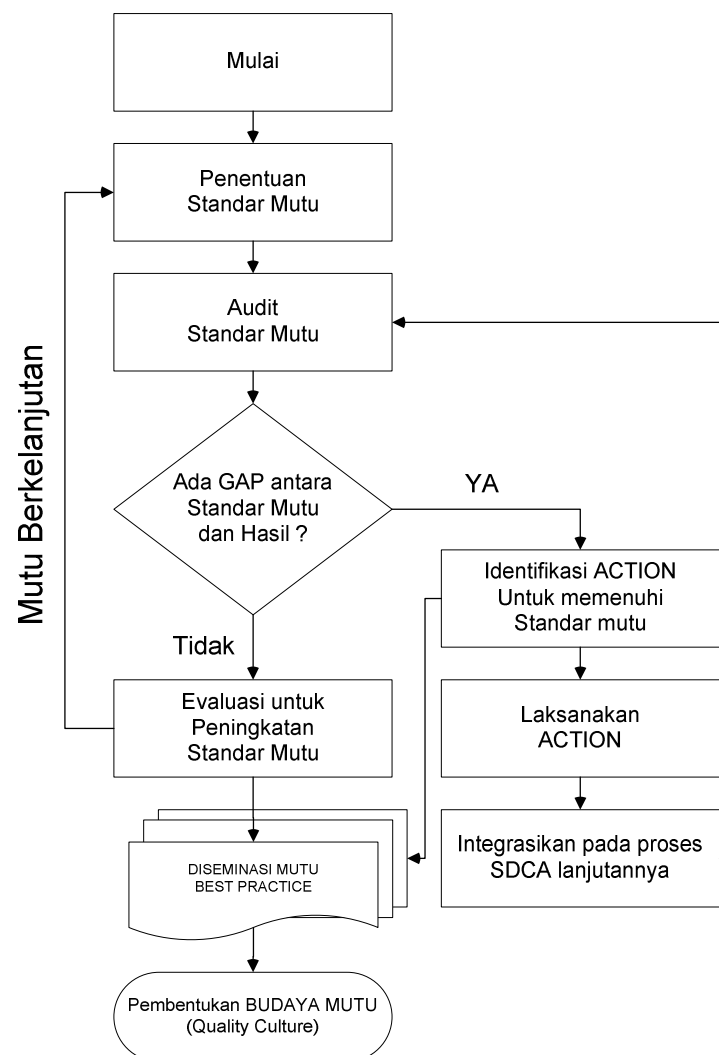 Mulai
Penentuan
Standar Mutu
Audit
Standar Mutu
Mutu Berkelanjutan
Ada GAP antara
Standar Mutu
dan Hasil ?
YA
Identifikasi ACTION
Untuk memenuhi
Standar mutu
Tidak
Evaluasi untuk
Peningkatan
Standar Mutu
Laksanakan
ACTION
Integrasikan pada proses
SDCA lanjutannya
DISEMINASI MUTU
BEST PRACTICE
Pembentukan BUDAYA MUTU
(Quality Culture)